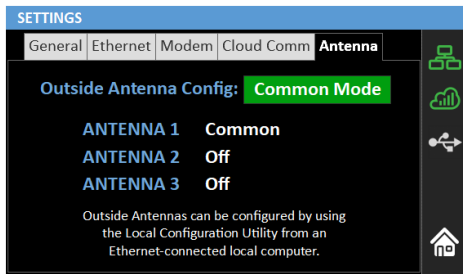 SETTINGS
General Ethernet Modem Cloud Comm Antenna
Outside Antenna Config: Common Mode
ANTENNA 1 Common
ANTENNA 2 Off
ANTENNA 3 Off
Outside Antennas can be configured by using
the Local Configuration Utility from an
Ethernet-connected local computer.